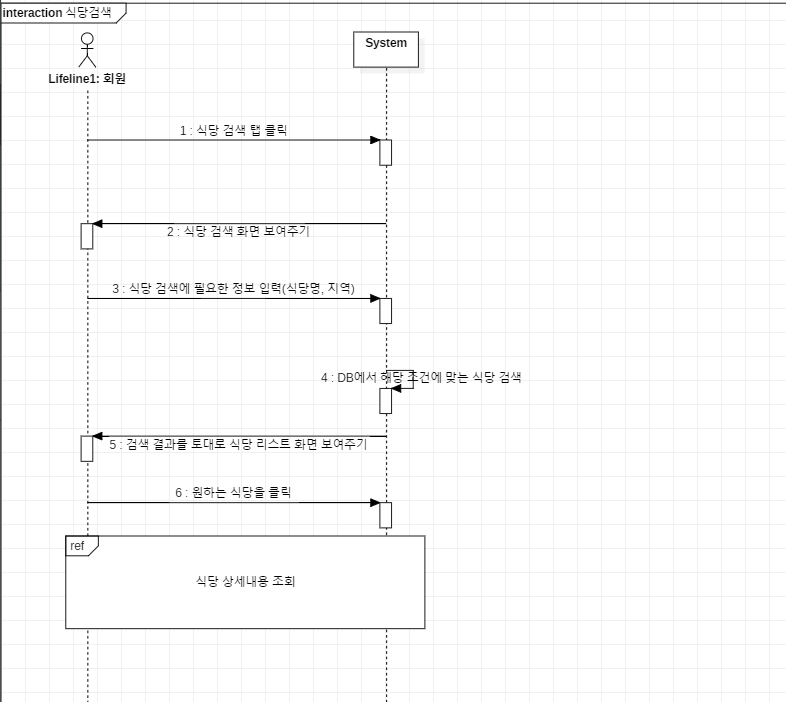 interaction 식당검색
System
Lifeline1: 회원
1 : 식당 검색 탭 클릭
2 : 식당 검색 화면 보여주기
3 : 식당 검색에 필요한 정보 입력(식당명, 지역)
4 : DB에서 해당 조건에 맞는 식당 검색
5 : 검색 결과를 토대로 식당 리스트 화면 보여주기
6 : 원하는 식당을 클릭
ref
식당 상세내용 조회